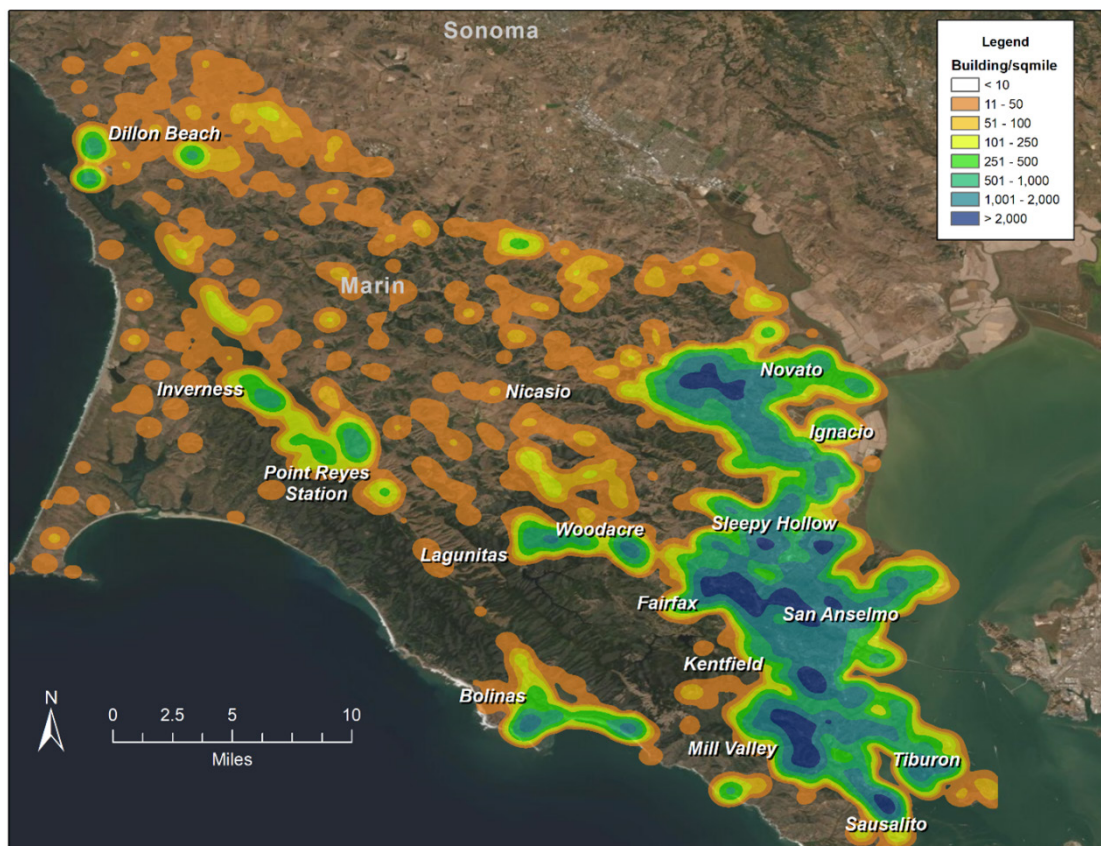 Sonoma
Legend
Building/sqmile
< 10
11 - 50
51 - 100
101 - 250
251 - 500
501 - 1,000
1,001 - 2,000
> 2,000
Dillon Beach
Marin
Inverness
Nicasio
Novato
Ignacio
Point Reyes
Station
Woodacre
Sleepy Hollow
Lagunitas
Fairfax
San Anselmo
Kentfield
Bolinas
Mill Valley
Tiburon
Sausalito
N
0 2.5 5 10
Miles